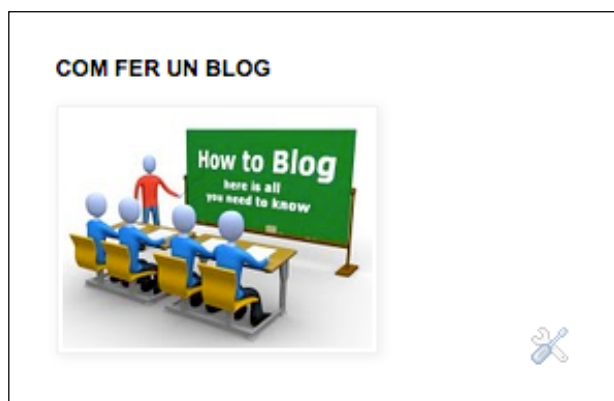 COM FER UN BLOG
How to Blog
here is all
you need to know